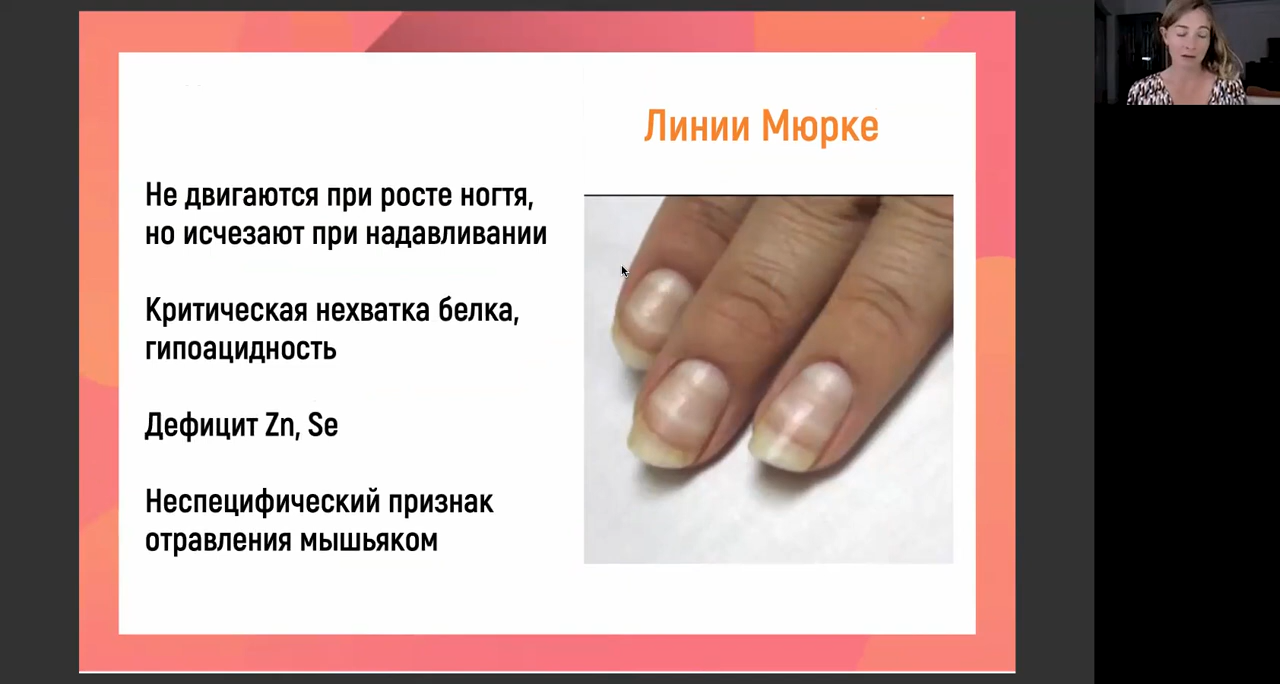 Линии Мюрке
Не двигаются при росте ногтя,
но исчезают при надавливании
Критическая нехватка белка,
гипоацидность
Дефицит Zn, Se
Неспецифический признак
отравления мышьяком